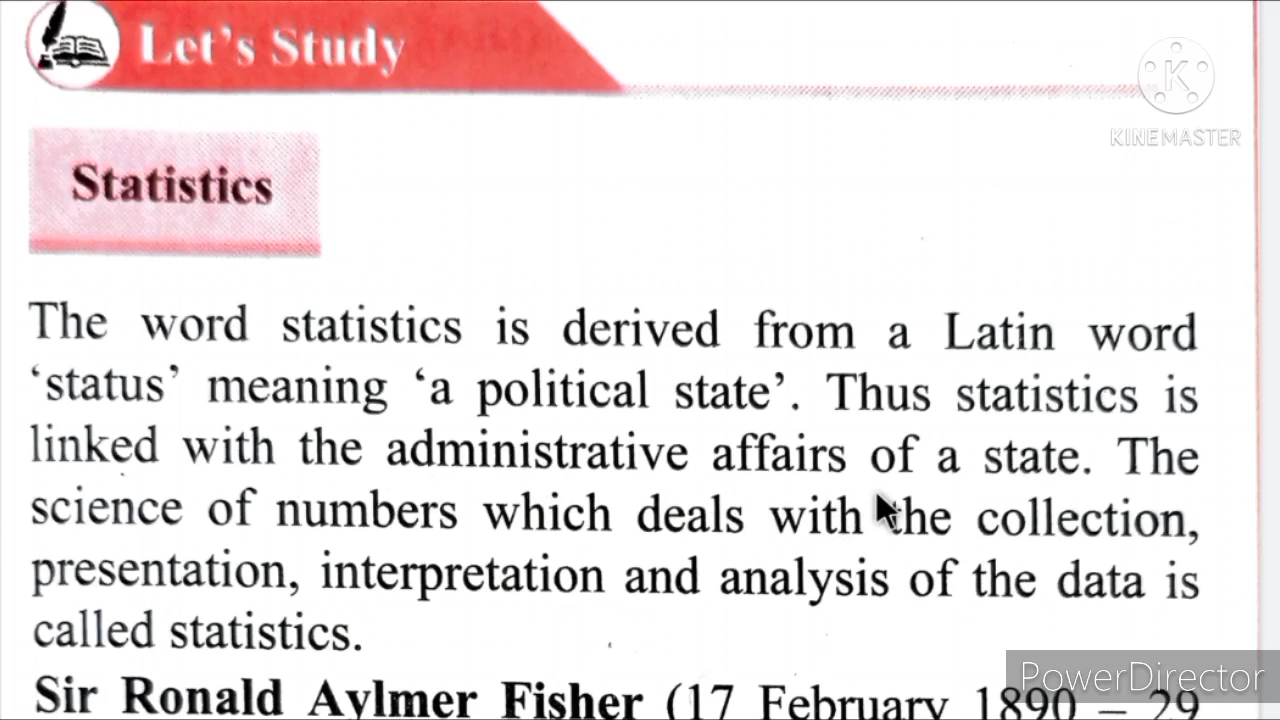 Let's Study
KINEMASTER
Statistics
The word statistics is derived from a Latin word
‘status’ meaning ‘a political state’. Thus statistics is
linked with the administrative affairs of a state. The
science of numbers which deals with the collection,
presentation, interpretation and analysis of the data is
called statistics.
Sir Ronald Aylmer Fisher (17 February 1890 – 29
PowerDirector